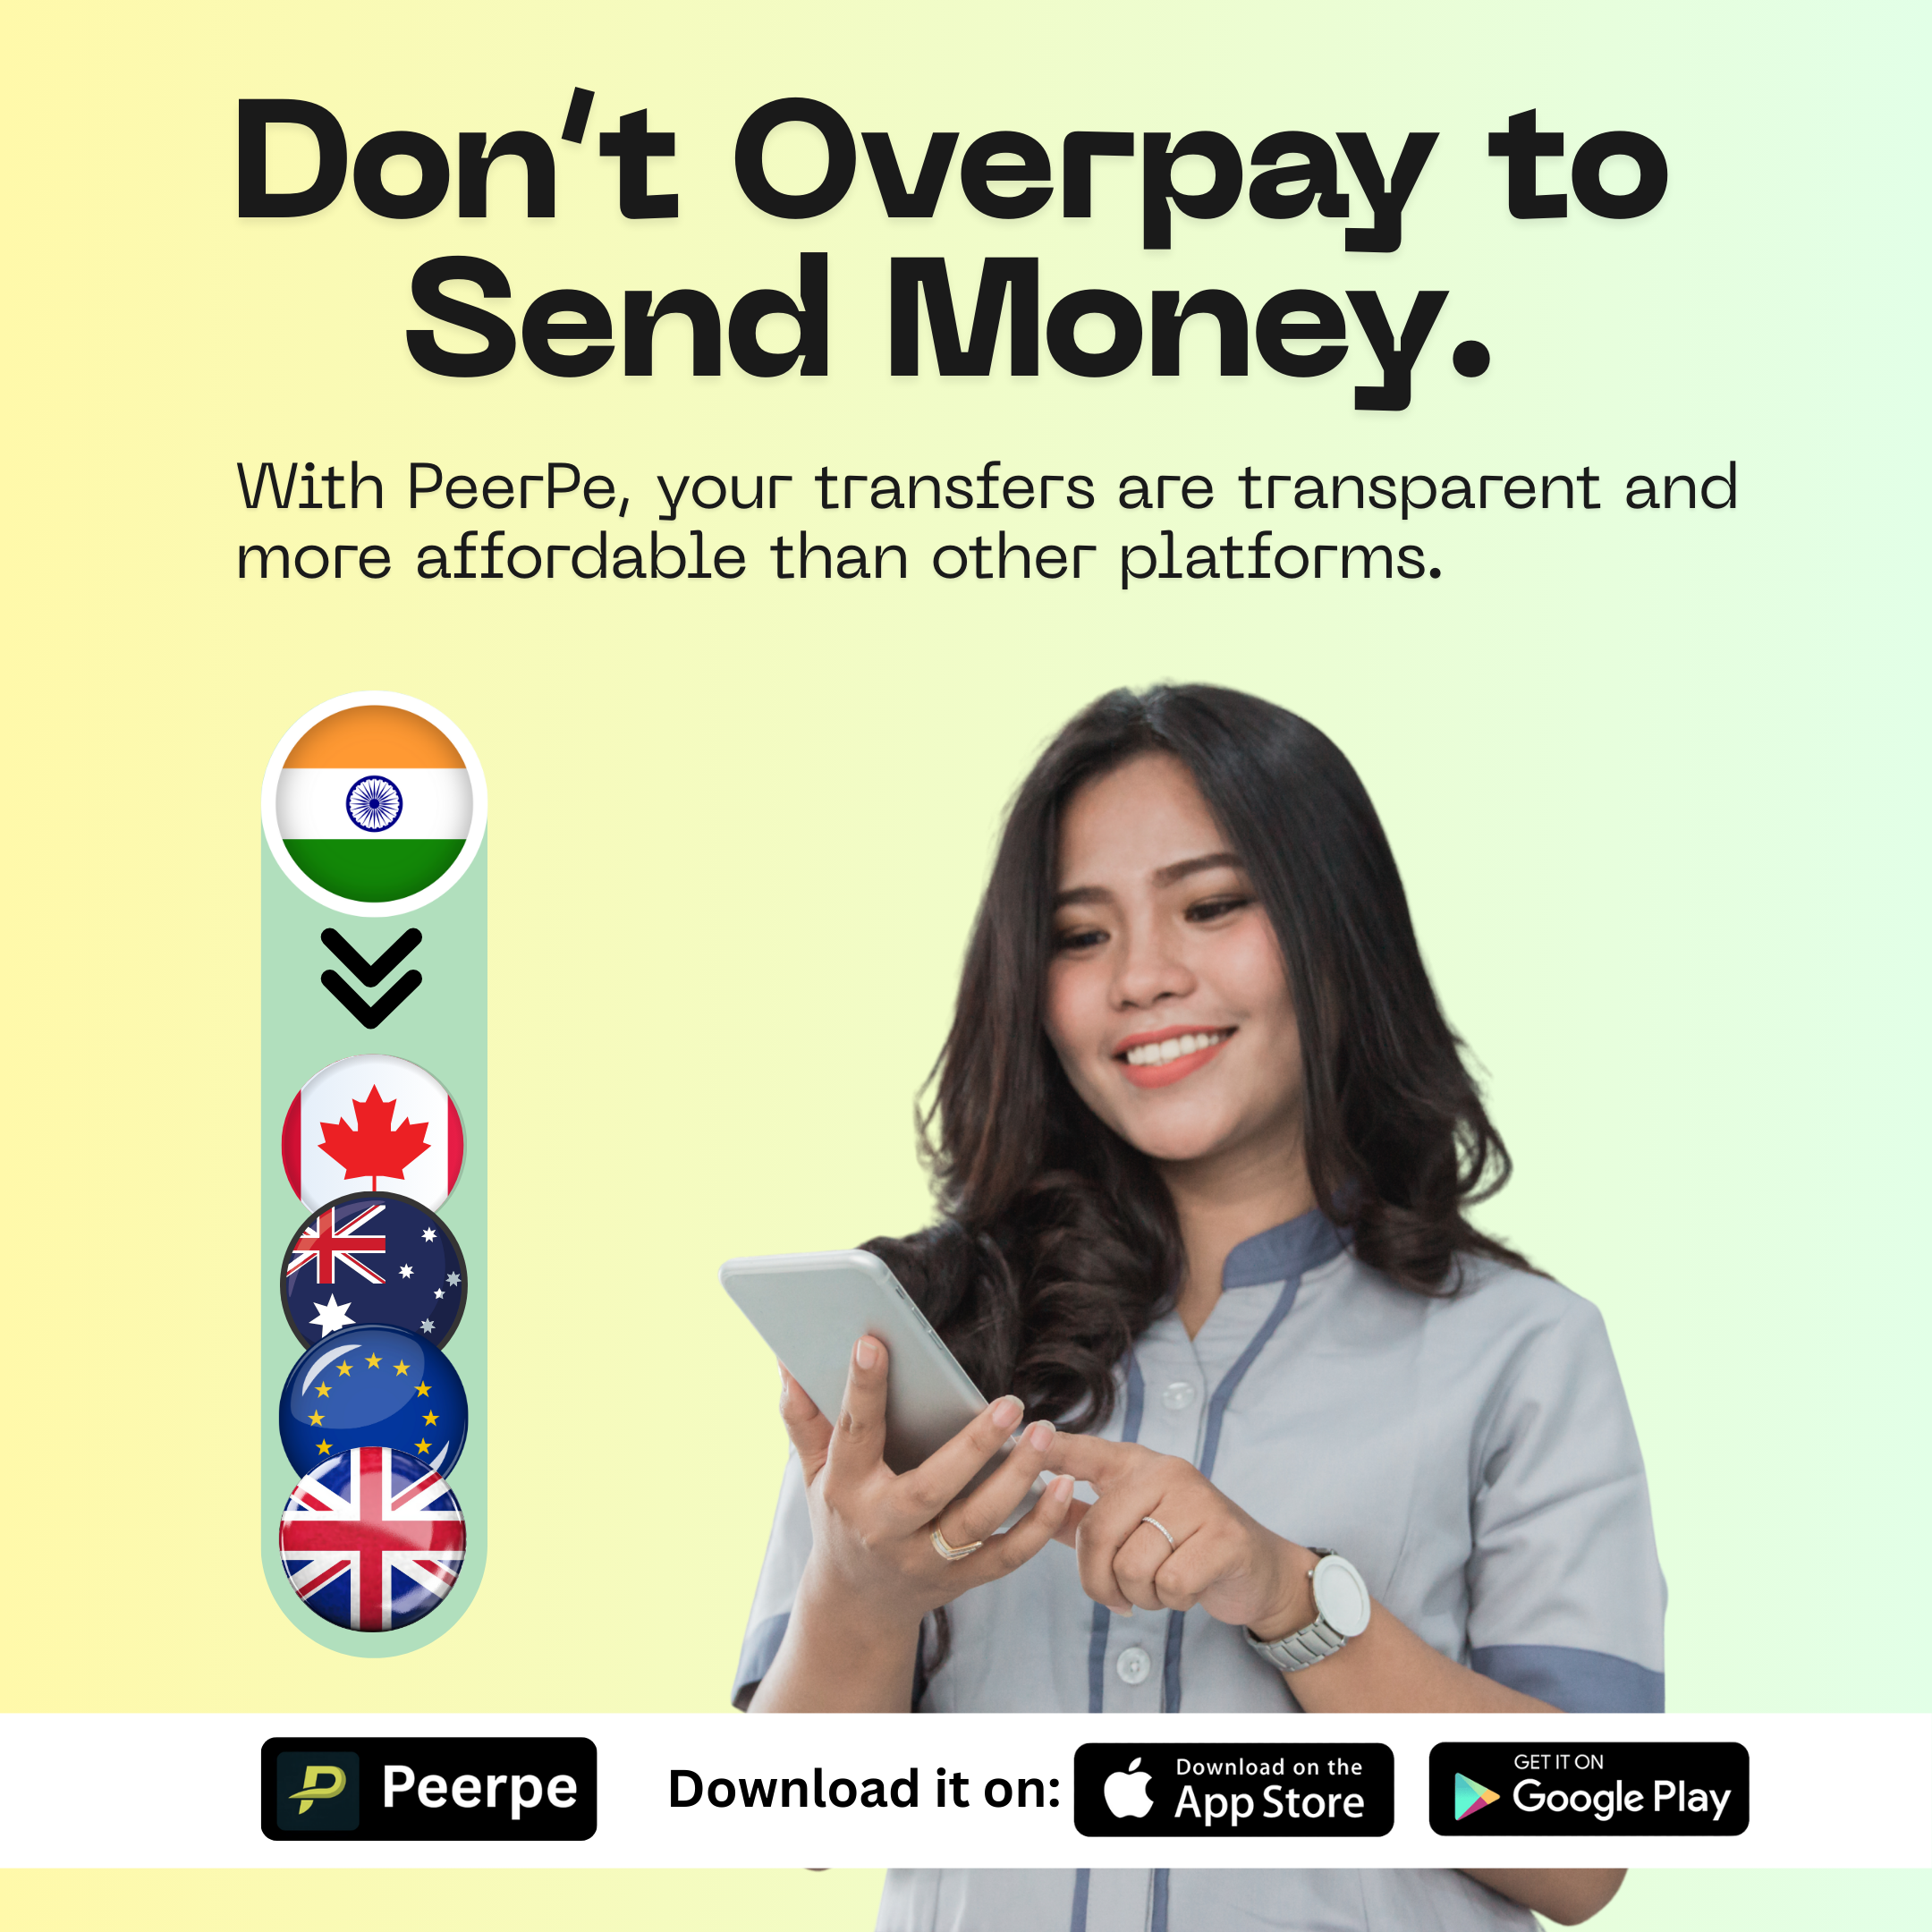 Don't Overpay to
Send Money.
With PeerPe, your transfers are transparent and
more affordable than other platforms.
Peerpe
Download it on:
Download on the
App Store
GET IT ON
Google Play